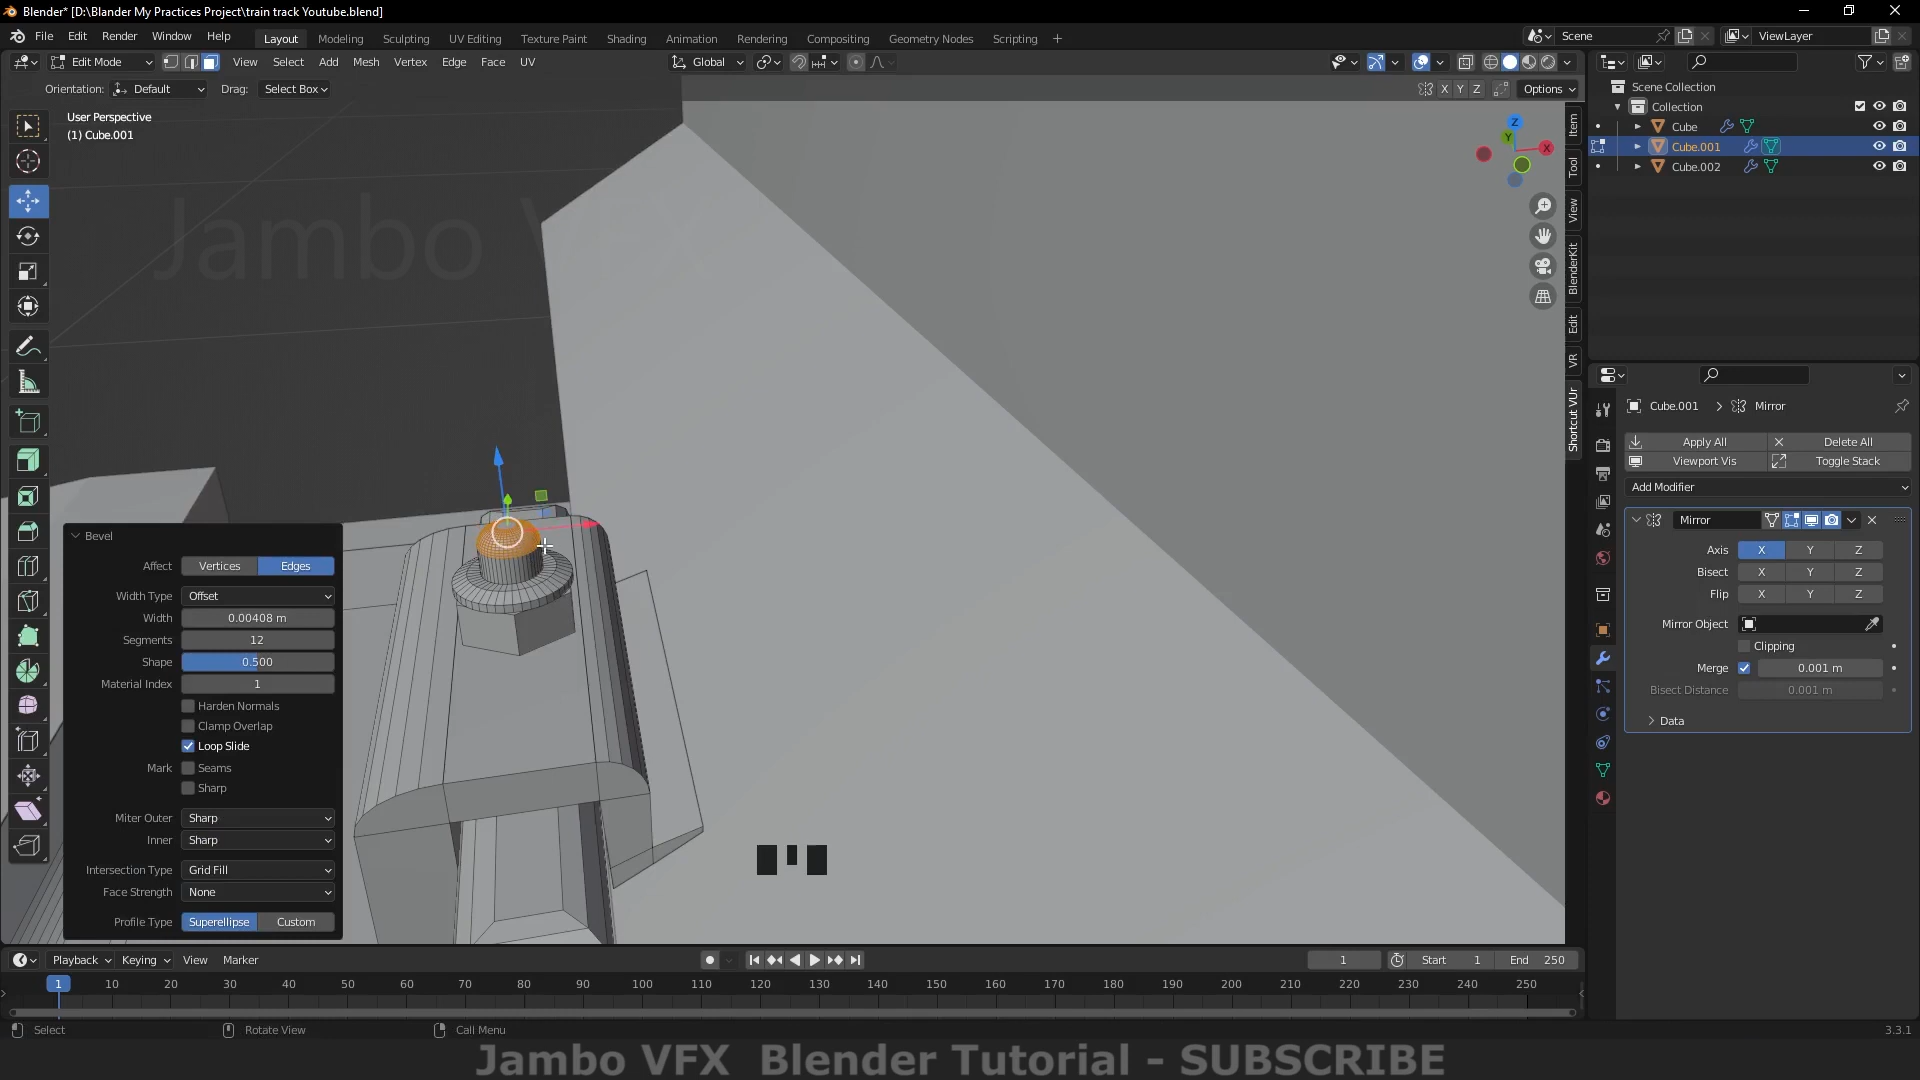 Blender* [D:\Blander My Practices Project\train track Youtube.blend]
File Edit Render Window Help
Layout Modeling Sculpting UV Editing Texture Paint Shading Animation Rendering Compositing Geometry Nodes Scripting +
Scene
ViewLayer
Edit Mode
View Select Add Mesh Vertex Edge Face UV
Global
Orientation: Default Drag: Select Box
X Y Z Options
User Perspective
(1) Cube.001
Jambo V
Z
Y
X
Item
Tool
View
BlenderKit
Edit
VR
Shortcut VUr
Scene Collection
Collection
Cube
Cube.001
Cube.002
Cube.001 > Mirror
Apply All Delete All
Viewport Vis Toggle Stack
Add Modifier
Mirror
Axis X Y Z
Bisect X Y Z
Flip X Y Z
Mirror Object
Clipping
Merge 0.001 m
Bisect Distance 0.001 m
Data
Bevel
Affect Vertices Edges
Width Type Offset
Width 0.00408 m
Segments 12
Shape 0.500
Material Index 1
Harden Normals
Clamp Overlap
Loop Slide
Mark Seams
Sharp
Miter Outer Sharp
Inner Sharp
Intersection Type Grid Fill
Face Strength None
Profile Type Superellipse Custom
Playback Keying View Marker
1 Start 1 End 250
1 10 20 30 40 50 60 70 80 90 100 110 120 130 140 150 160 170 180 190 200 210 220 230 240 250
Select Rotate View Call Menu
3.3.1
Jambo VFX Blender Tutorial - SUBSCRIBE